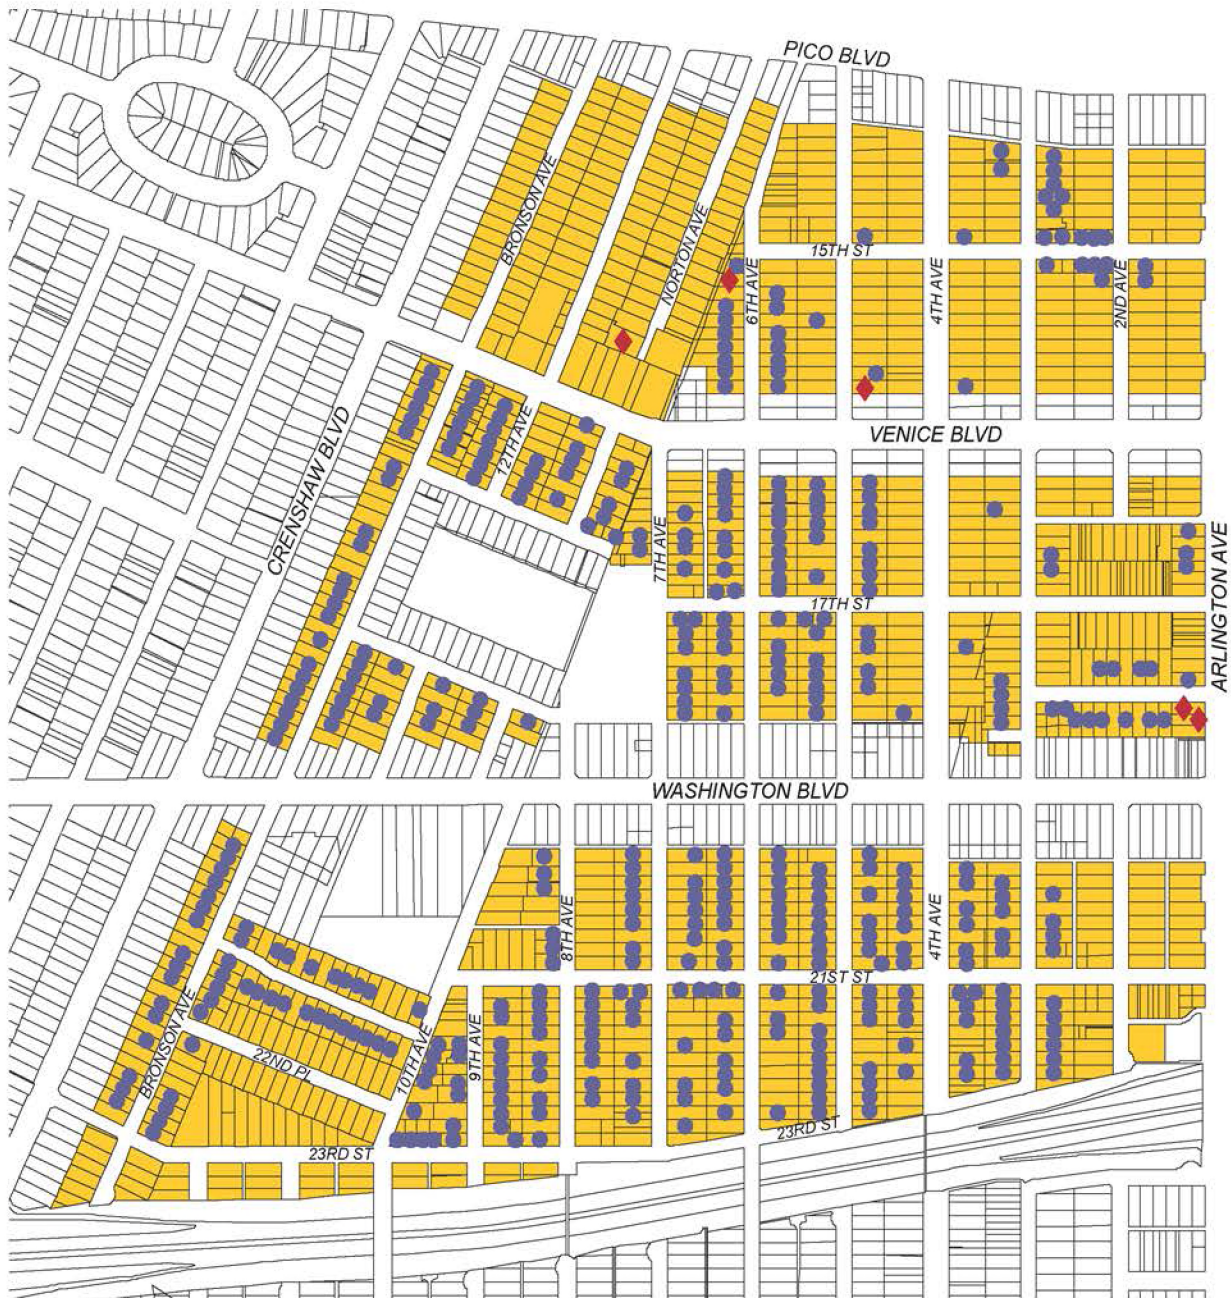 PICO BLVD
BRONSON AVE
NORTON AVE
15TH ST
6TH AVE
4TH AVE
2ND AVE
12TH AVE
VENICE BLVD
CRENSHAW BLVD
7TH AVE
17TH ST
ARLINGTON AVE
WASHINGTON BLVD
8TH AVE
4TH AVE
21ST ST
BRONSON AVE
22ND PL
10TH AVE
9TH AVE
23RD ST
23RD ST